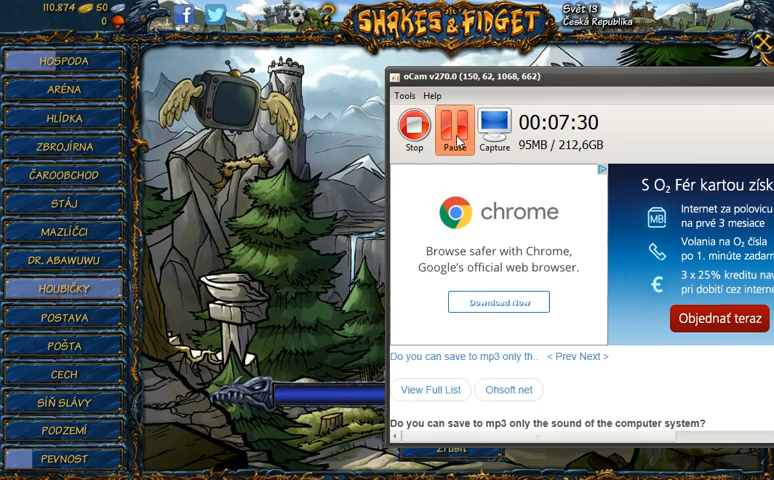 110.874 50
0
SHAKES & FIDGET
Svět 13
Česká Republika
HOSPODA
ARÉNA
HLÍDKA
ZBROJÍRNA
ČAROOBCHOD
STÁJ
MAZLÍČCI
DR. ABAWUWU
HOUBIČKY
POSTAVA
POŠTA
CECH
SÍŇ SLÁVY
PODZEMÍ
PEVNOST
oCam v270.0 (150, 62, 1068, 662)
Tools Help
Stop
Pause
Capture
00:07:30
95MB / 212,6GB
chrome
Browse safer with Chrome,
Google's official web browser.
Download Now
S O₂ Fér kartou získ
MB
Internet za polovicu
na prvé 3 mesiace
Volania na O₂ čísla
po 1. minúte zadarm
€
3 x 25% kreditu nav
pri dobití cez interne
Objednať teraz
Do you can save to mp3 only th.. < Prev Next >
View Full List
Ohsoft.net
Do you can save to mp3 only the sound of the computer system?
Zrušit